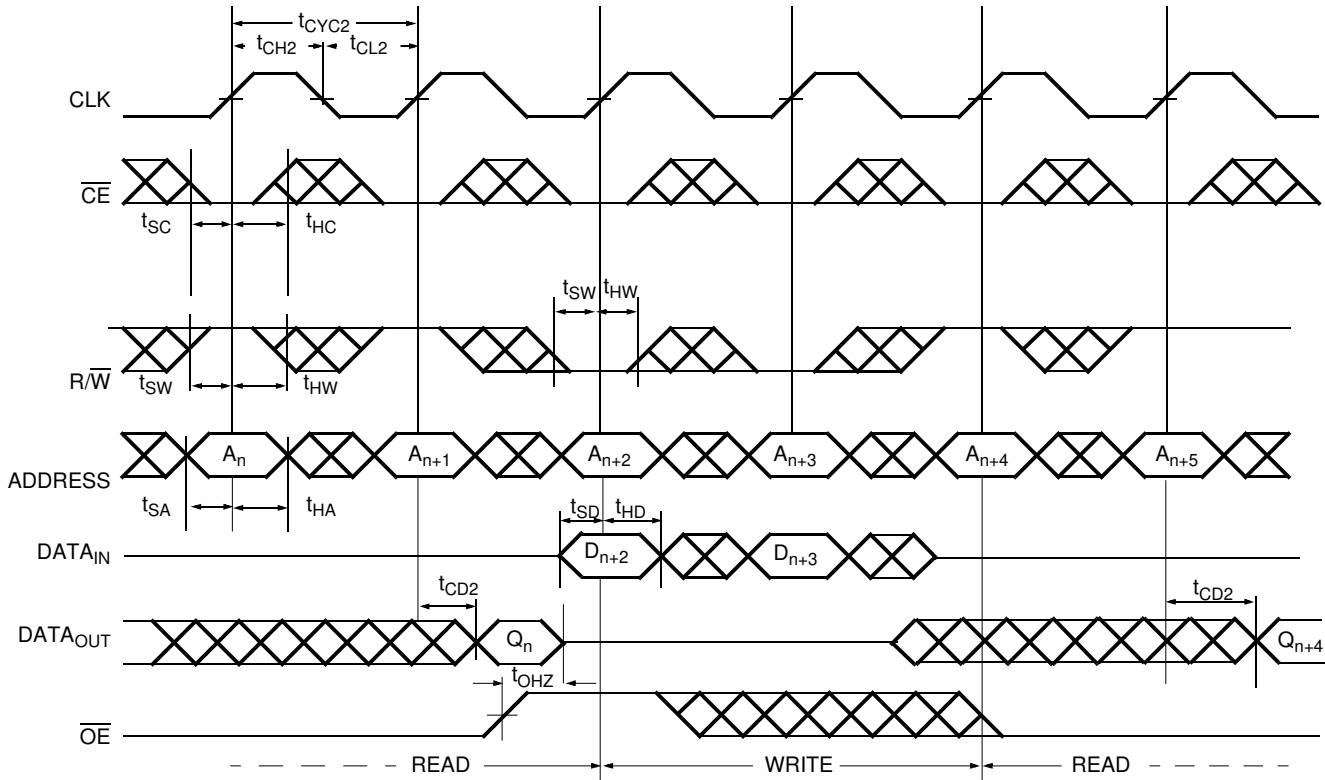 tCYC2
tCH2 tCL2
CLK
CE
tSC tHC
tSW tHW
R/W
tSW tHW
An An+1 An+2 An+3 An+4 An+5
ADDRESS
tSA tHA
tSD tHD
DATAIN
Dn+2 Dn+3
tCD2 tCD2
DATAOUT
Qn Qn+4
tOHZ
OE
READ WRITE READ